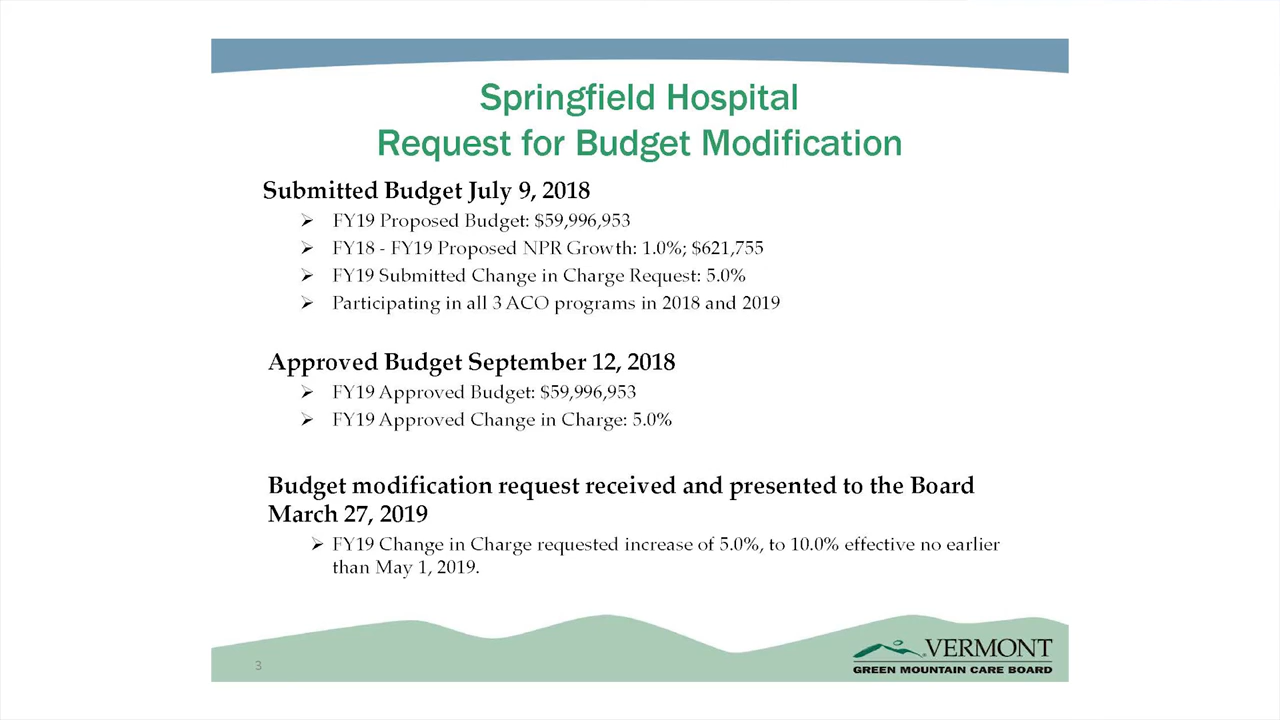 Springfield Hospital
Request for Budget Modification
Submitted Budget July 9, 2018
➢ FY19 Proposed Budget: $59,996,953
➢ FY18 - FY19 Proposed NPR Growth: 1.0%; $621,755
➢ FY19 Submitted Change in Charge Request: 5.0%
➢ Participating in all 3 ACO programs in 2018 and 2019
Approved Budget September 12, 2018
➢ FY19 Approved Budget: $59,996,953
➢ FY19 Approved Change in Charge: 5.0%
Budget modification request received and presented to the Board
March 27, 2019
➢ FY19 Change in Charge requested increase of 5.0%, to 10.0% effective no earlier
than May 1, 2019.
3
VERMONT
GREEN MOUNTAIN CARE BOARD